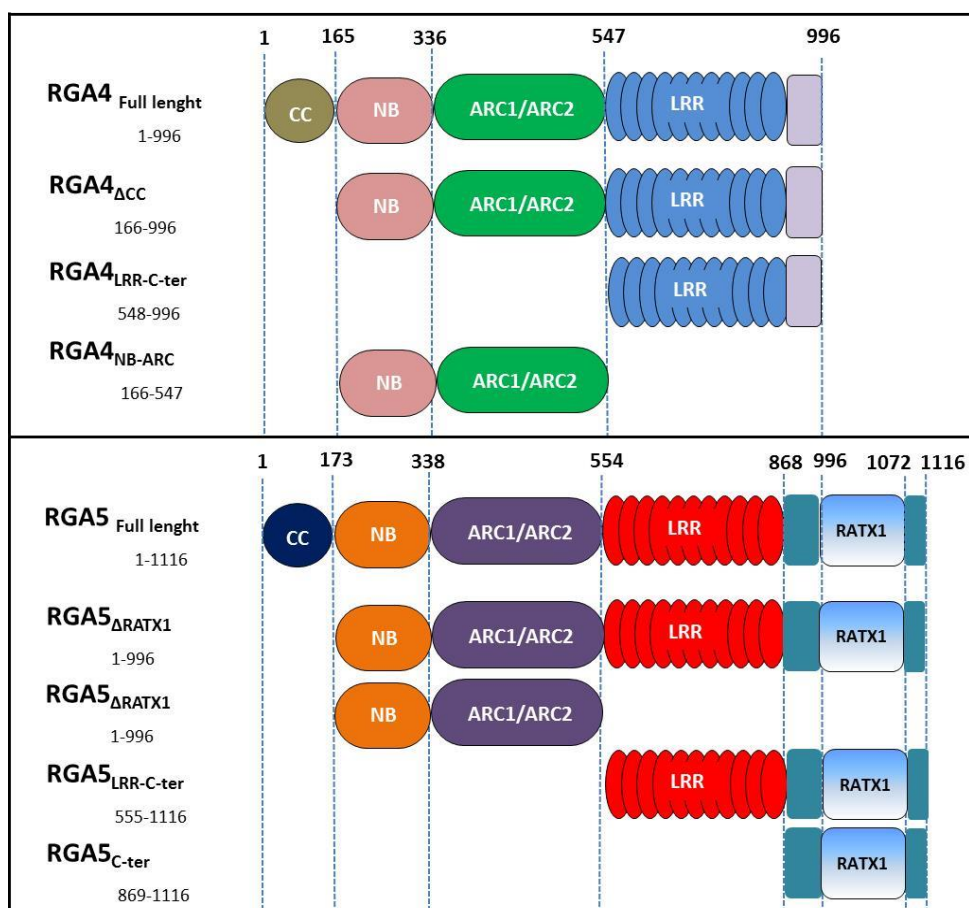 1 165 336 547 996
RGA4 Full lenght
CC NB ARC1/ARC2 LRR
1-996
RGA4ΔCC
NB ARC1/ARC2 LRR
166-996
RGA4LRR-C-ter
LRR
548-996
RGA4NB-ARC
NB ARC1/ARC2
166-547
1 173 338 554 868 996 1072 1116
RGA5 Full lenght
CC NB ARC1/ARC2 LRR RATX1
1-1116
RGA5ΔRATX1
NB ARC1/ARC2 LRR RATX1
1-996
RGA5ΔRATX1
NB ARC1/ARC2
1-996
RGA5LRR-C-ter
LRR RATX1
555-1116
RGA5C-ter
RATX1
869-1116